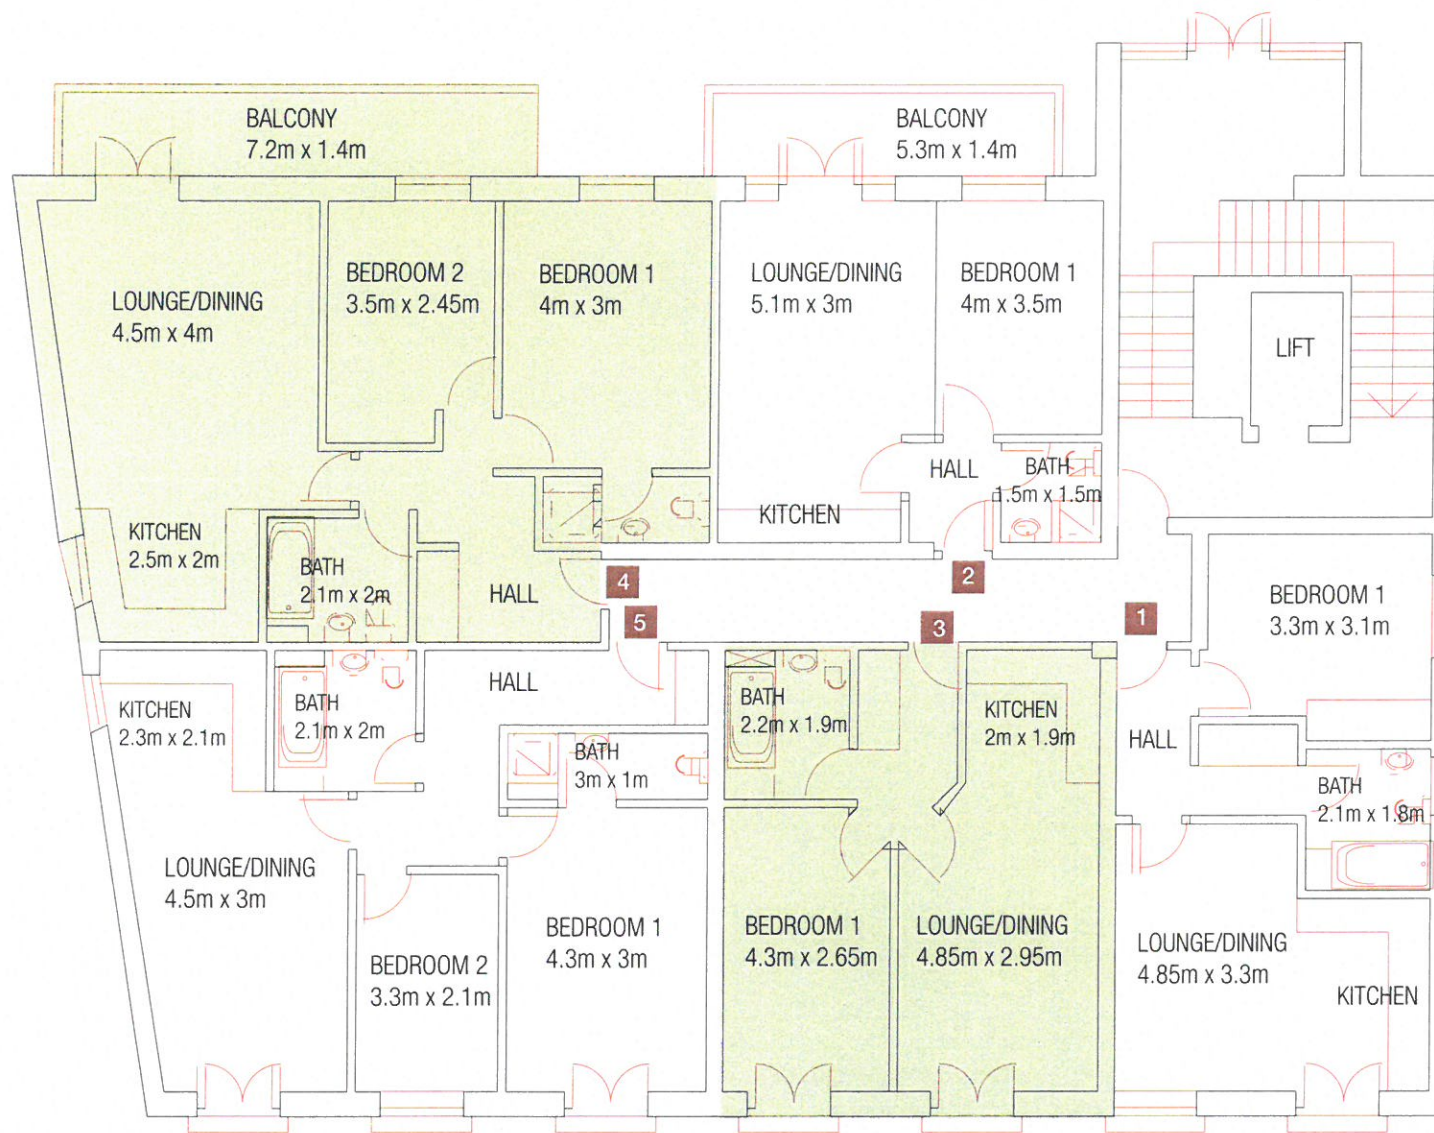 BALCONY
7.2m x 1.4m
BALCONY
5.3m x 1.4m
LOUNGE/DINING
4.5m x 4m
BEDROOM 2
3.5m x 2.45m
BEDROOM 1
4m x 3m
LOUNGE/DINING
5.1m x 3m
BEDROOM 1
4m x 3.5m
LIFT
KITCHEN
2.5m x 2m
BATH
2.1m x 2m
HALL
KITCHEN
HALL
BATH
1.5m x 1.5m
4
5
2
3
1
BEDROOM 1
3.3m x 3.1m
KITCHEN
2.3m x 2.1m
BATH
2.1m x 2m
HALL
BATH
3m x 1m
BATH
2.2m x 1.9m
KITCHEN
2m x 1.9m
HALL
BATH
2.1m x 1.8m
LOUNGE/DINING
4.5m x 3m
BEDROOM 2
3.3m x 2.1m
BEDROOM 1
4.3m x 3m
BEDROOM 1
4.3m x 2.65m
LOUNGE/DINING
4.85m x 2.95m
LOUNGE/DINING
4.85m x 3.3m
KITCHEN